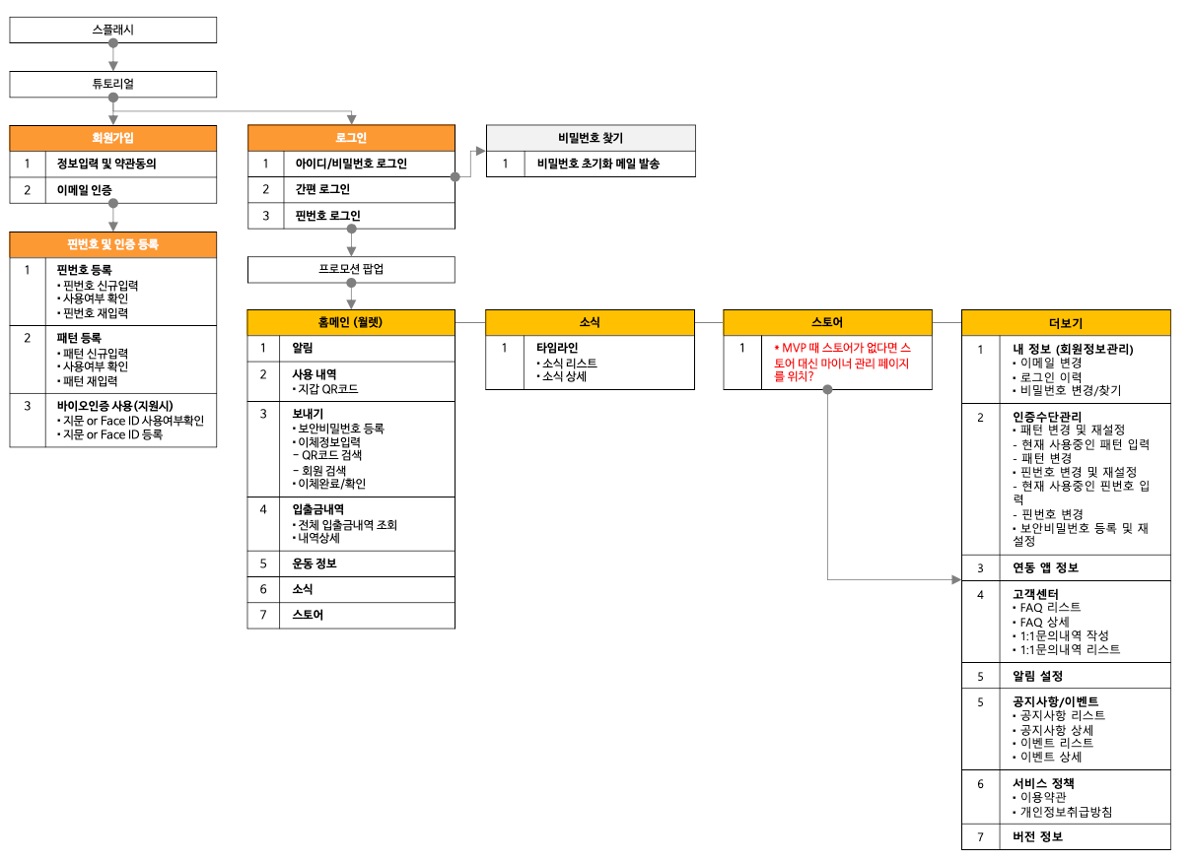 스플래시
튜토리얼
회원가입
1 정보입력 및 약관동의
2 이메일 인증
핀번호 및 인증 등록
1 핀번호 등록
• 핀번호 신규입력
• 사용여부 확인
• 핀번호 재입력
2 패턴 등록
• 패턴 신규입력
• 사용여부 확인
• 패턴 재입력
3 바이오인증 사용(지원시)
• 지문 or Face ID 사용여부확인
• 지문 or Face ID 등록
로그인
1 아이디/비밀번호 로그인
2 간편 로그인
3 핀번호 로그인
비밀번호 찾기
1 비밀번호 초기화 메일 발송
프로모션 팝업
홈메인 (월렛)
1 알림
2 사용 내역
• 지갑 QR코드
3 보내기
• 보안비밀번호 등록
• 이체정보입력
– QR코드 검색
– 회원 검색
• 이체완료/확인
4 입출금내역
• 전체 입출금내역 조회
• 내역상세
5 운동 정보
6 소식
7 스토어
소식
1 타임라인
• 소식 리스트
• 소식 상세
스토어
1 * MVP 때 스토어가 없다면 스
토어 대신 마이너 관리 페이지
를 위치?
더보기
1 내 정보 (회원정보관리)
• 이메일 변경
• 로그인 이력
• 비밀번호 변경/찾기
2 인증수단관리
• 패턴 변경 및 재설정
- 현재 사용중인 패턴 입력
- 패턴 변경
• 핀번호 변경 및 재설정
- 현재 사용중인 핀번호 입
력
- 핀번호 변경
• 보안비밀번호 등록 및 재
설정
3 연동 앱 정보
4 고객센터
• FAQ 리스트
• FAQ 상세
• 1:1문의내역 작성
• 1:1문의내역 리스트
5 알림 설정
5 공지사항/이벤트
• 공지사항 리스트
• 공지사항 상세
• 이벤트 리스트
• 이벤트 상세
6 서비스 정책
• 이용약관
• 개인정보취급방침
7 버전 정보